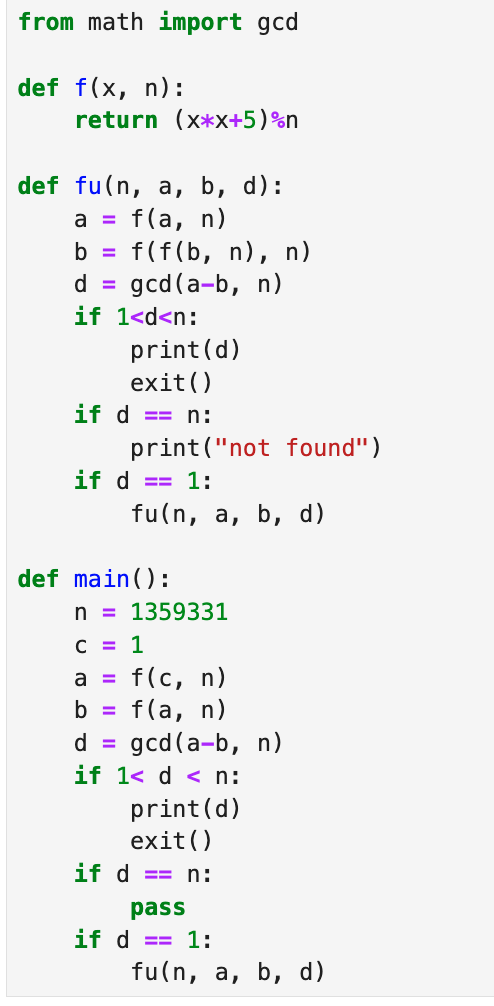 from math import gcd

def f(x, n):
    return (x*x+5)%n

def fu(n, a, b, d):
    a = f(a, n)
    b = f(f(b, n), n)
    d = gcd(a-b, n)
    if 1<d<n:
        print(d)
        exit()
    if d == n:
        print("not found")
    if d == 1:
        fu(n, a, b, d)

def main():
    n = 1359331
    c = 1
    a = f(c, n)
    b = f(a, n)
    d = gcd(a-b, n)
    if 1< d < n:
        print(d)
        exit()
    if d == n:
        pass
    if d == 1:
        fu(n, a, b, d)